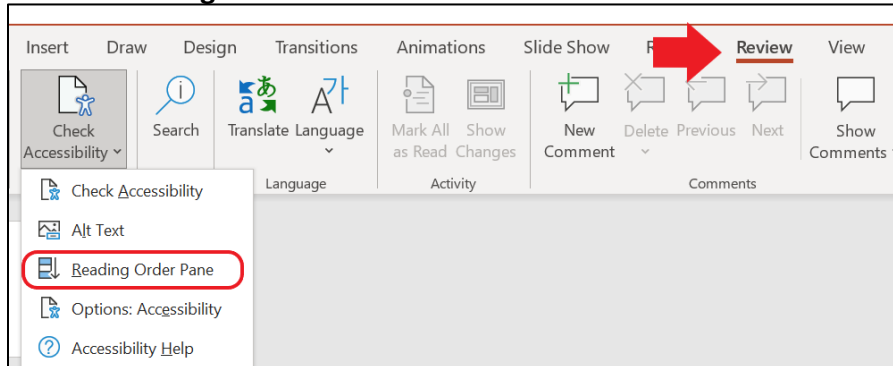 Insert Draw Design Transitions Animations Slide Show R Review View
Check Accessibility
Search
Translate
Language
Mark All as Read
Show Changes
New Comment
Delete
Previous
Next
Show Comments
Language Activity Comments
Check Accessibility
Alt Text
Reading Order Pane
Options: Accessibility
Accessibility Help